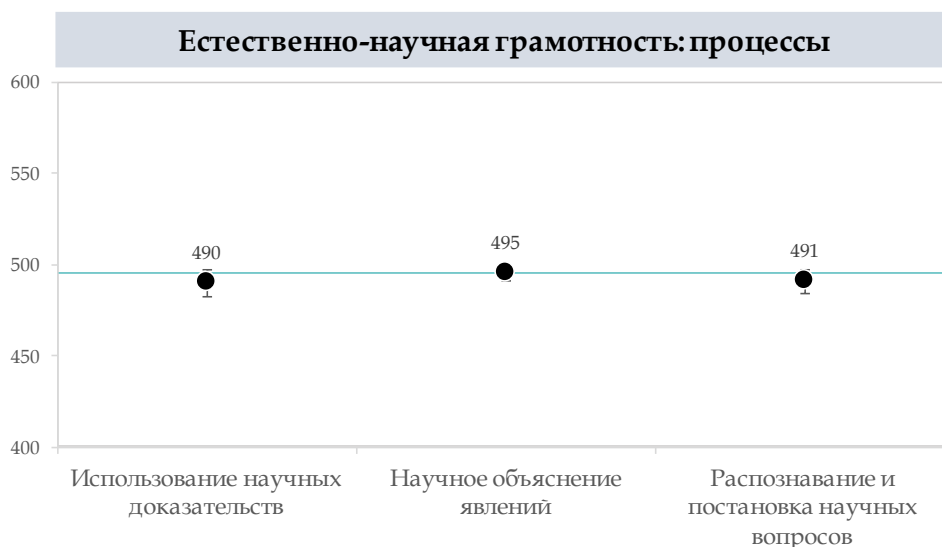 Естественно-научная грамотность: процессы
600
550
500
450
400
490
495
491
Использование научных
доказательств
Научное объяснение
явлений
Распознавание и
постановка научных
вопросов